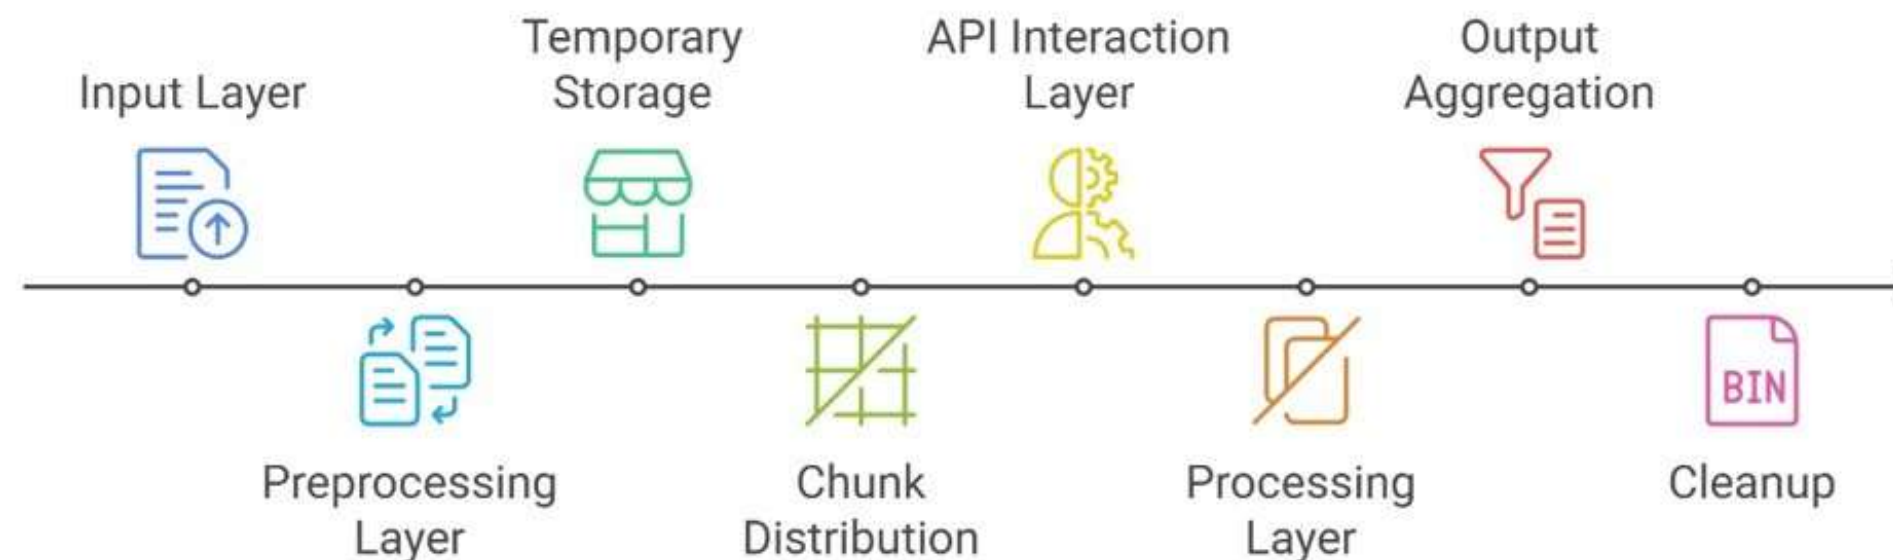 Input Layer
Preprocessing
Layer
Temporary
Storage
Chunk
Distribution
API Interaction
Layer
Processing
Layer
Output
Aggregation
BIN
Cleanup